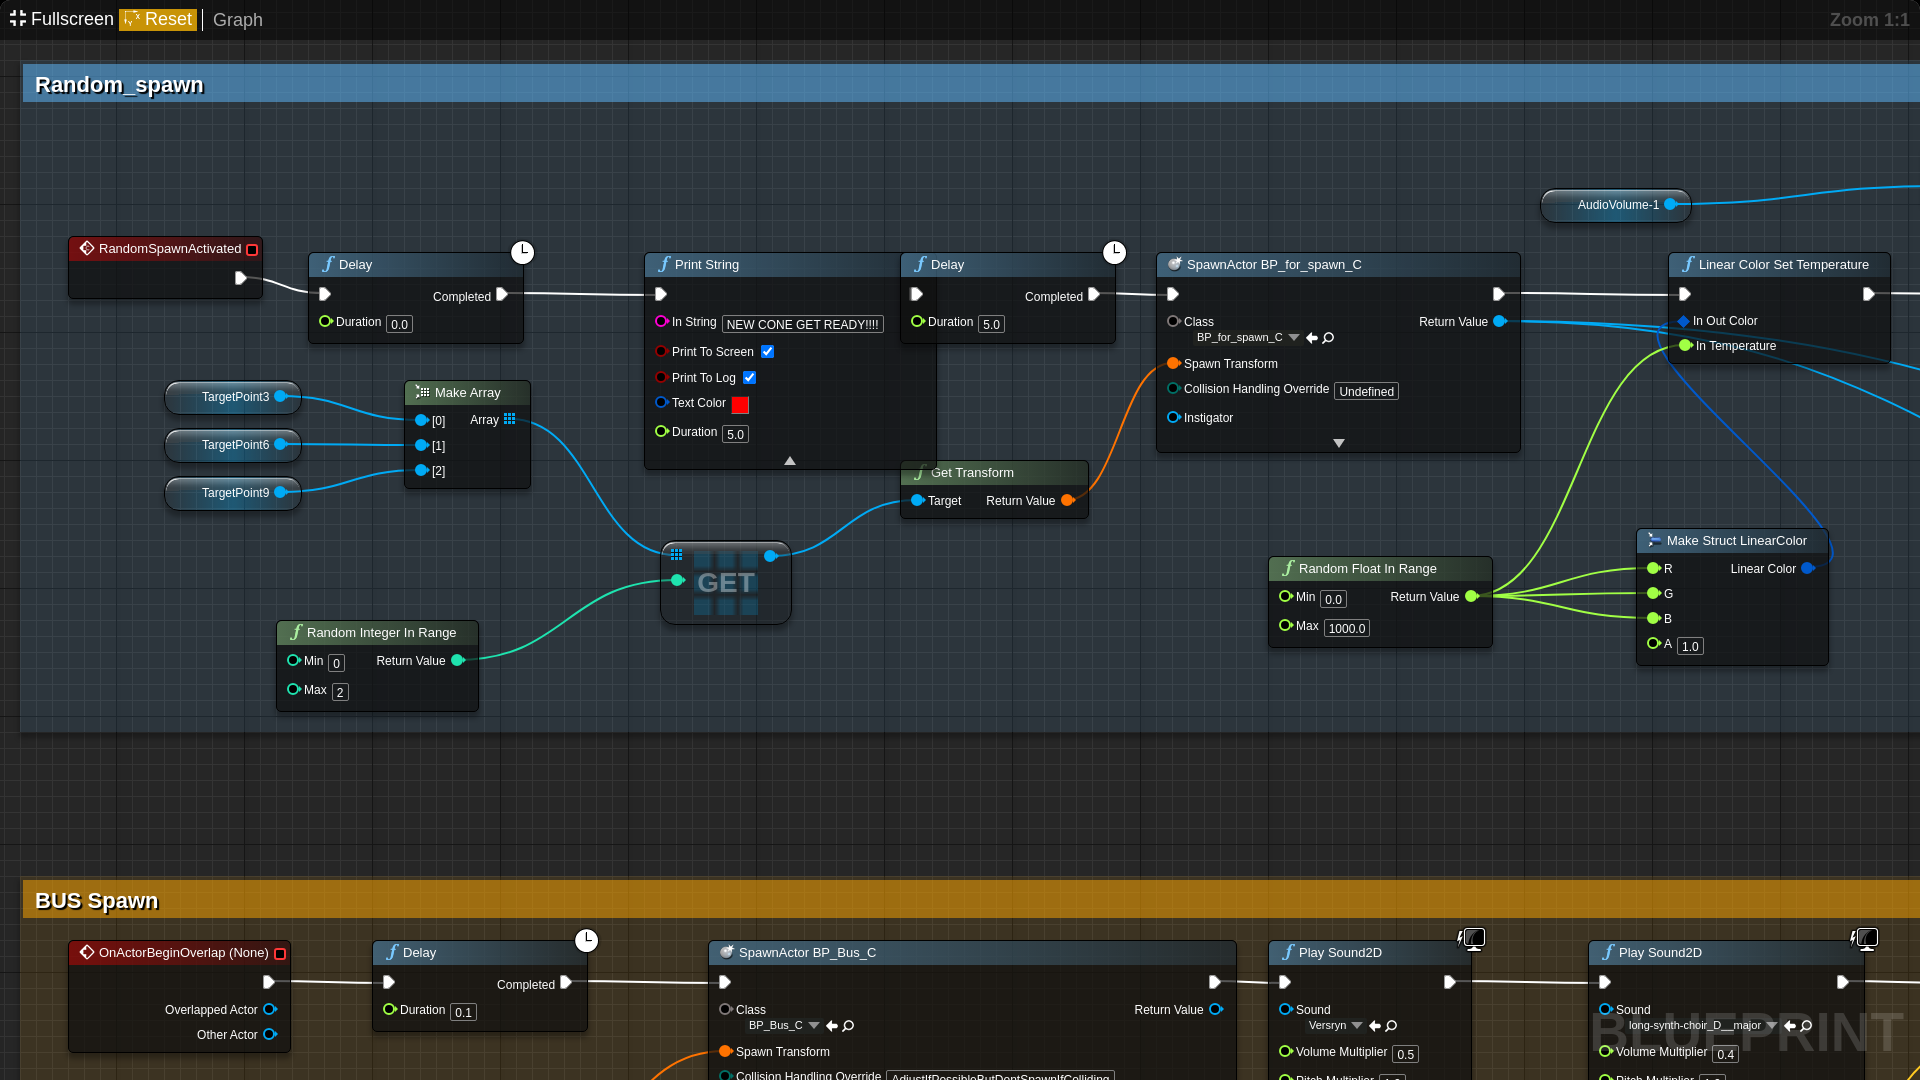 Fullscreen Reset Graph
Zoom 1:1
Random_spawn
AudioVolume-1
RandomSpawnActivated
Delay
Completed
Duration 0.0
Print String
In String NEW CONE GET READY!!!!
Print To Screen
Print To Log
Text Color
Duration 5.0
Delay
Completed
Duration 5.0
SpawnActor BP_for_spawn_C
Class
BP_for_spawn_C
Return Value
Spawn Transform
Collision Handling Override Undefined
Instigator
Linear Color Set Temperature
In Out Color
In Temperature
TargetPoint3
TargetPoint6
TargetPoint9
Make Array
[0] Array
[1]
[2]
Get Transform
Target Return Value
GET
Random Integer In Range
Min 0 Return Value
Max 2
Random Float In Range
Min 0.0 Return Value
Max 1000.0
Make Struct LinearColor
R Linear Color
G
B
A 1.0
BUS Spawn
OnActorBeginOverlap (None)
Overlapped Actor
Other Actor
Delay
Completed
Duration 0.1
SpawnActor BP_Bus_C
Class
BP_Bus_C
Return Value
Spawn Transform
Collision Handling Override AdjustIfPossibleButDontSpawnIfColliding
Play Sound2D
Sound
Versryn
Volume Multiplier 0.5
Pitch Multiplier
Play Sound2D
Sound
long-synth-choir_D__major
Volume Multiplier 0.4
Pitch Multiplier
BLUEPRINT